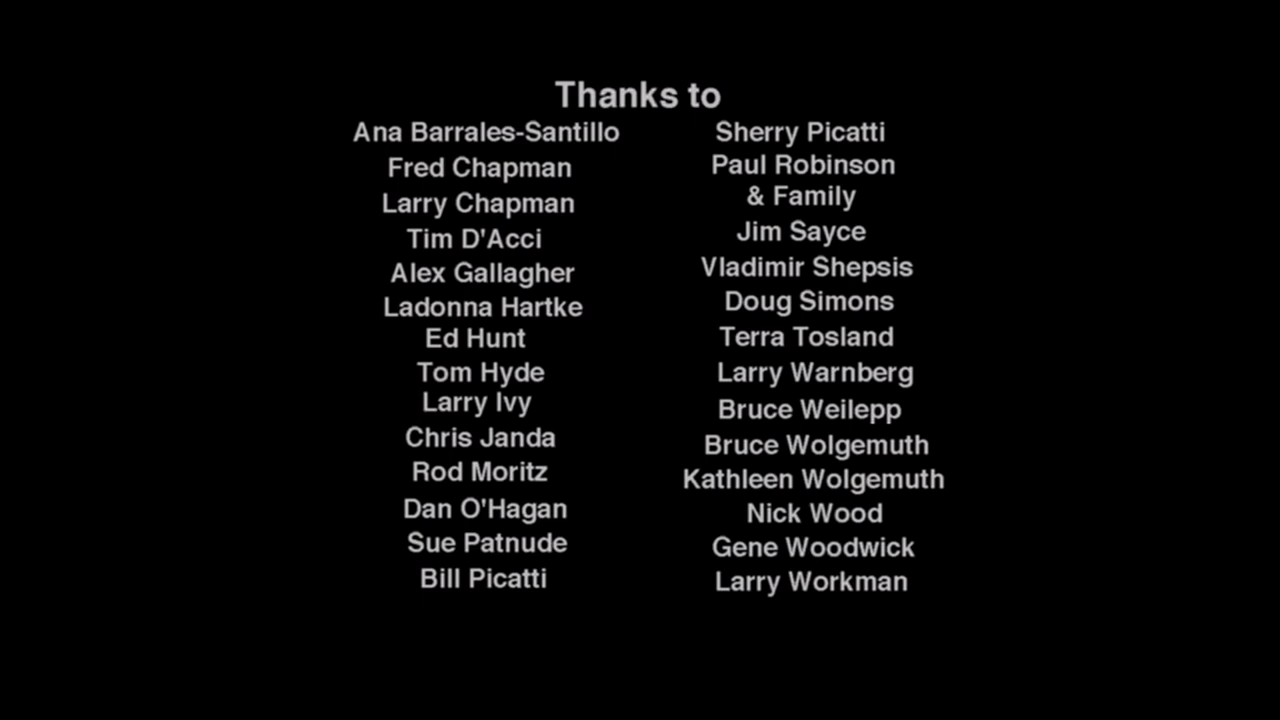 Thanks to
Ana Barrales-Santillo
Fred Chapman
Larry Chapman
Tim D'Acci
Alex Gallagher
Ladonna Hartke
Ed Hunt
Tom Hyde
Larry Ivy
Chris Janda
Rod Moritz
Dan O'Hagan
Sue Patnude
Bill Picatti
Sherry Picatti
Paul Robinson
& Family
Jim Sayce
Vladimir Shepsis
Doug Simons
Terra Tosland
Larry Warnberg
Bruce Weilepp
Bruce Wolgemuth
Kathleen Wolgemuth
Nick Wood
Gene Woodwick
Larry Workman